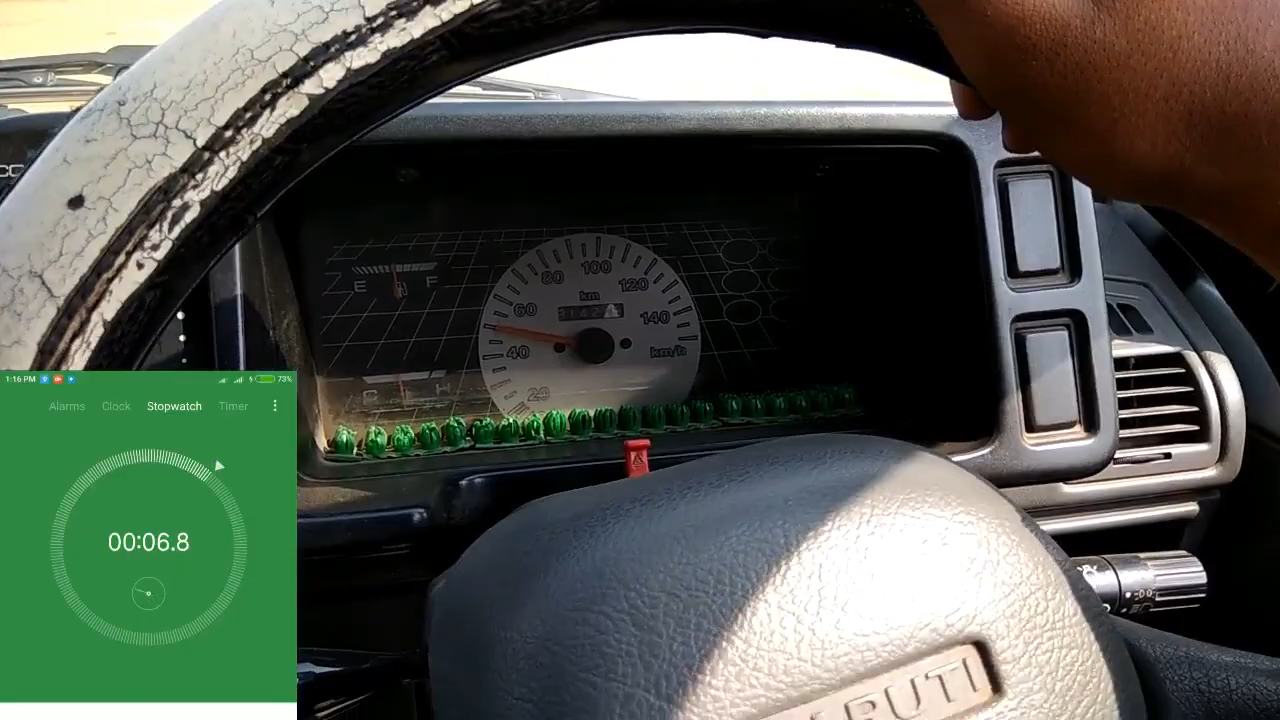 1:16 PM
73%
Alarms Clock Stopwatch Timer
00:06.8
E F
H
20
40
60
80
100
120
140
km
km/h